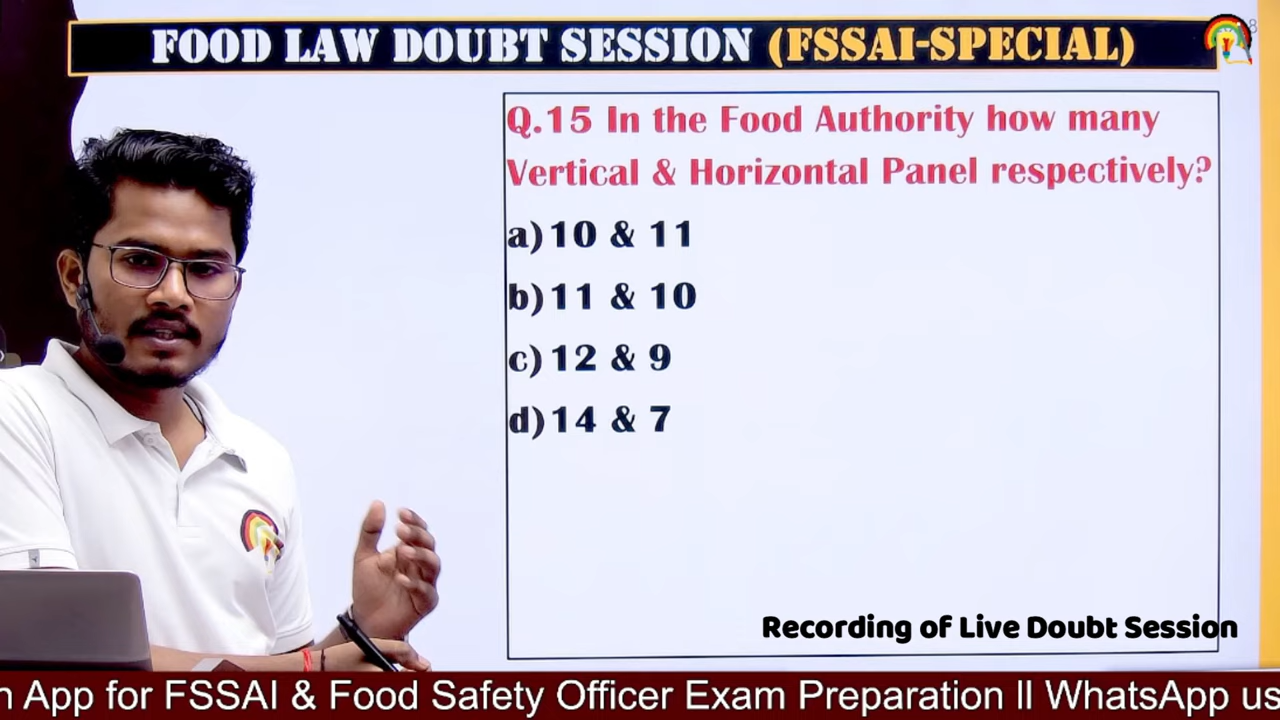 FOOD LAW DOUBT SESSION (FSSAI-SPECIAL)
Q.15 In the Food Authority how many
Vertical & Horizontal Panel respectively?
a) 10 & 11
b) 11 & 10
c) 12 & 9
d) 14 & 7
Recording of Live Doubt Session
n App for FSSAI & Food Safety Officer Exam Preparation ll WhatsApp us